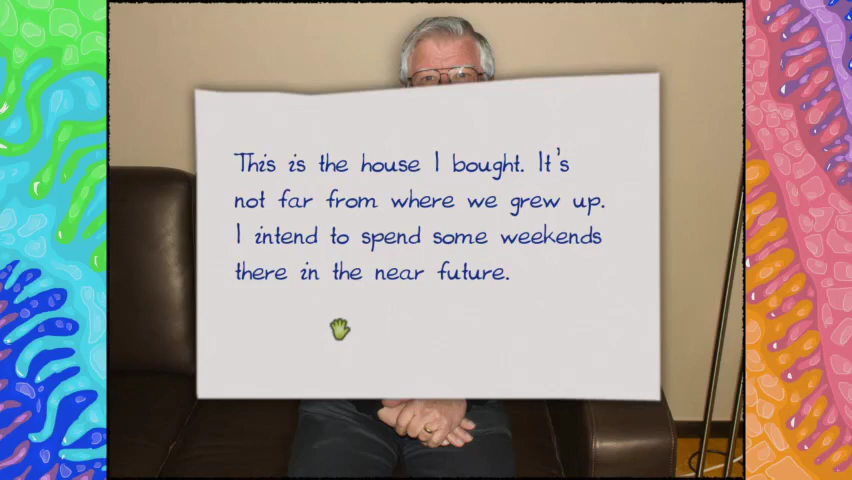 This is the house I bought. It's
not far from where we grew up.
I intend to spend some weekends
there in the near future.